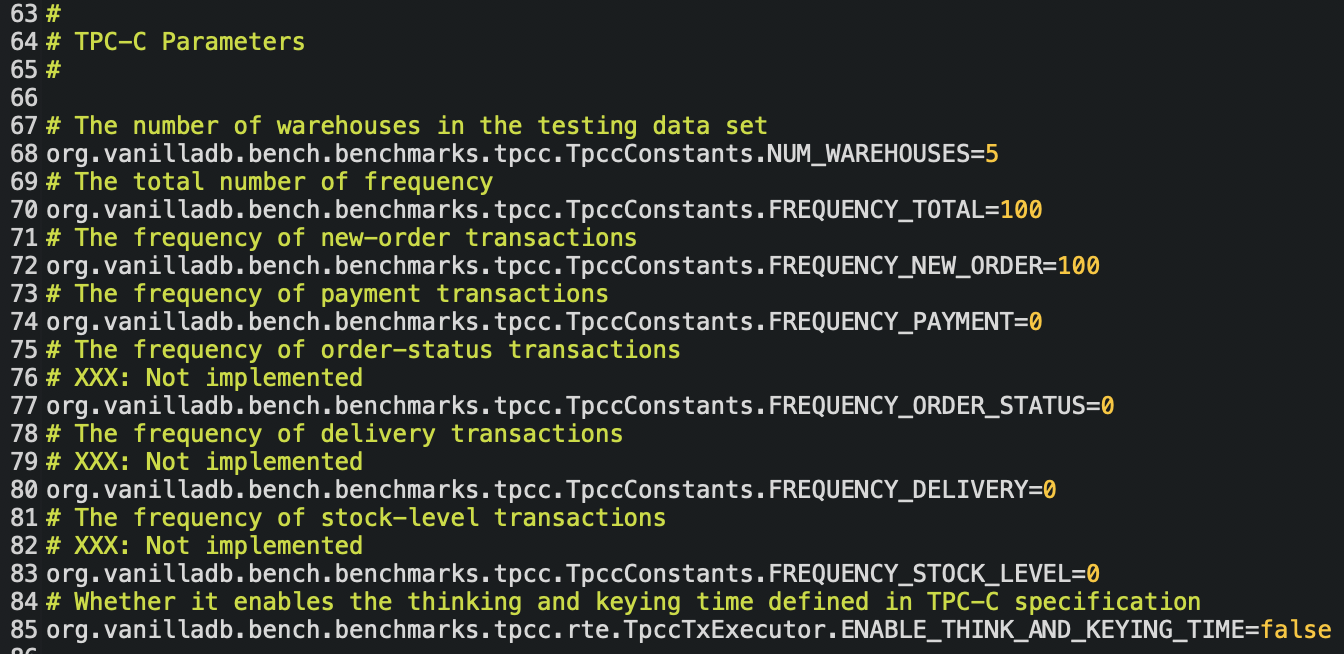 63 #
64 # TPC-C Parameters
65 #
66
67 # The number of warehouses in the testing data set
68 org.vanilladb.bench.benchmarks.tpcc.TpccConstants.NUM_WAREHOUSES=5
69 # The total number of frequency
70 org.vanilladb.bench.benchmarks.tpcc.TpccConstants.FREQUENCY_TOTAL=100
71 # The frequency of new-order transactions
72 org.vanilladb.bench.benchmarks.tpcc.TpccConstants.FREQUENCY_NEW_ORDER=100
73 # The frequency of payment transactions
74 org.vanilladb.bench.benchmarks.tpcc.TpccConstants.FREQUENCY_PAYMENT=0
75 # The frequency of order-status transactions
76 # XXX: Not implemented
77 org.vanilladb.bench.benchmarks.tpcc.TpccConstants.FREQUENCY_ORDER_STATUS=0
78 # The frequency of delivery transactions
79 # XXX: Not implemented
80 org.vanilladb.bench.benchmarks.tpcc.TpccConstants.FREQUENCY_DELIVERY=0
81 # The frequency of stock-level transactions
82 # XXX: Not implemented
83 org.vanilladb.bench.benchmarks.tpcc.TpccConstants.FREQUENCY_STOCK_LEVEL=0
84 # Whether it enables the thinking and keying time defined in TPC-C specification
85 org.vanilladb.bench.benchmarks.tpcc.rte.TpccTxExecutor.ENABLE_THINK_AND_KEYING_TIME=false